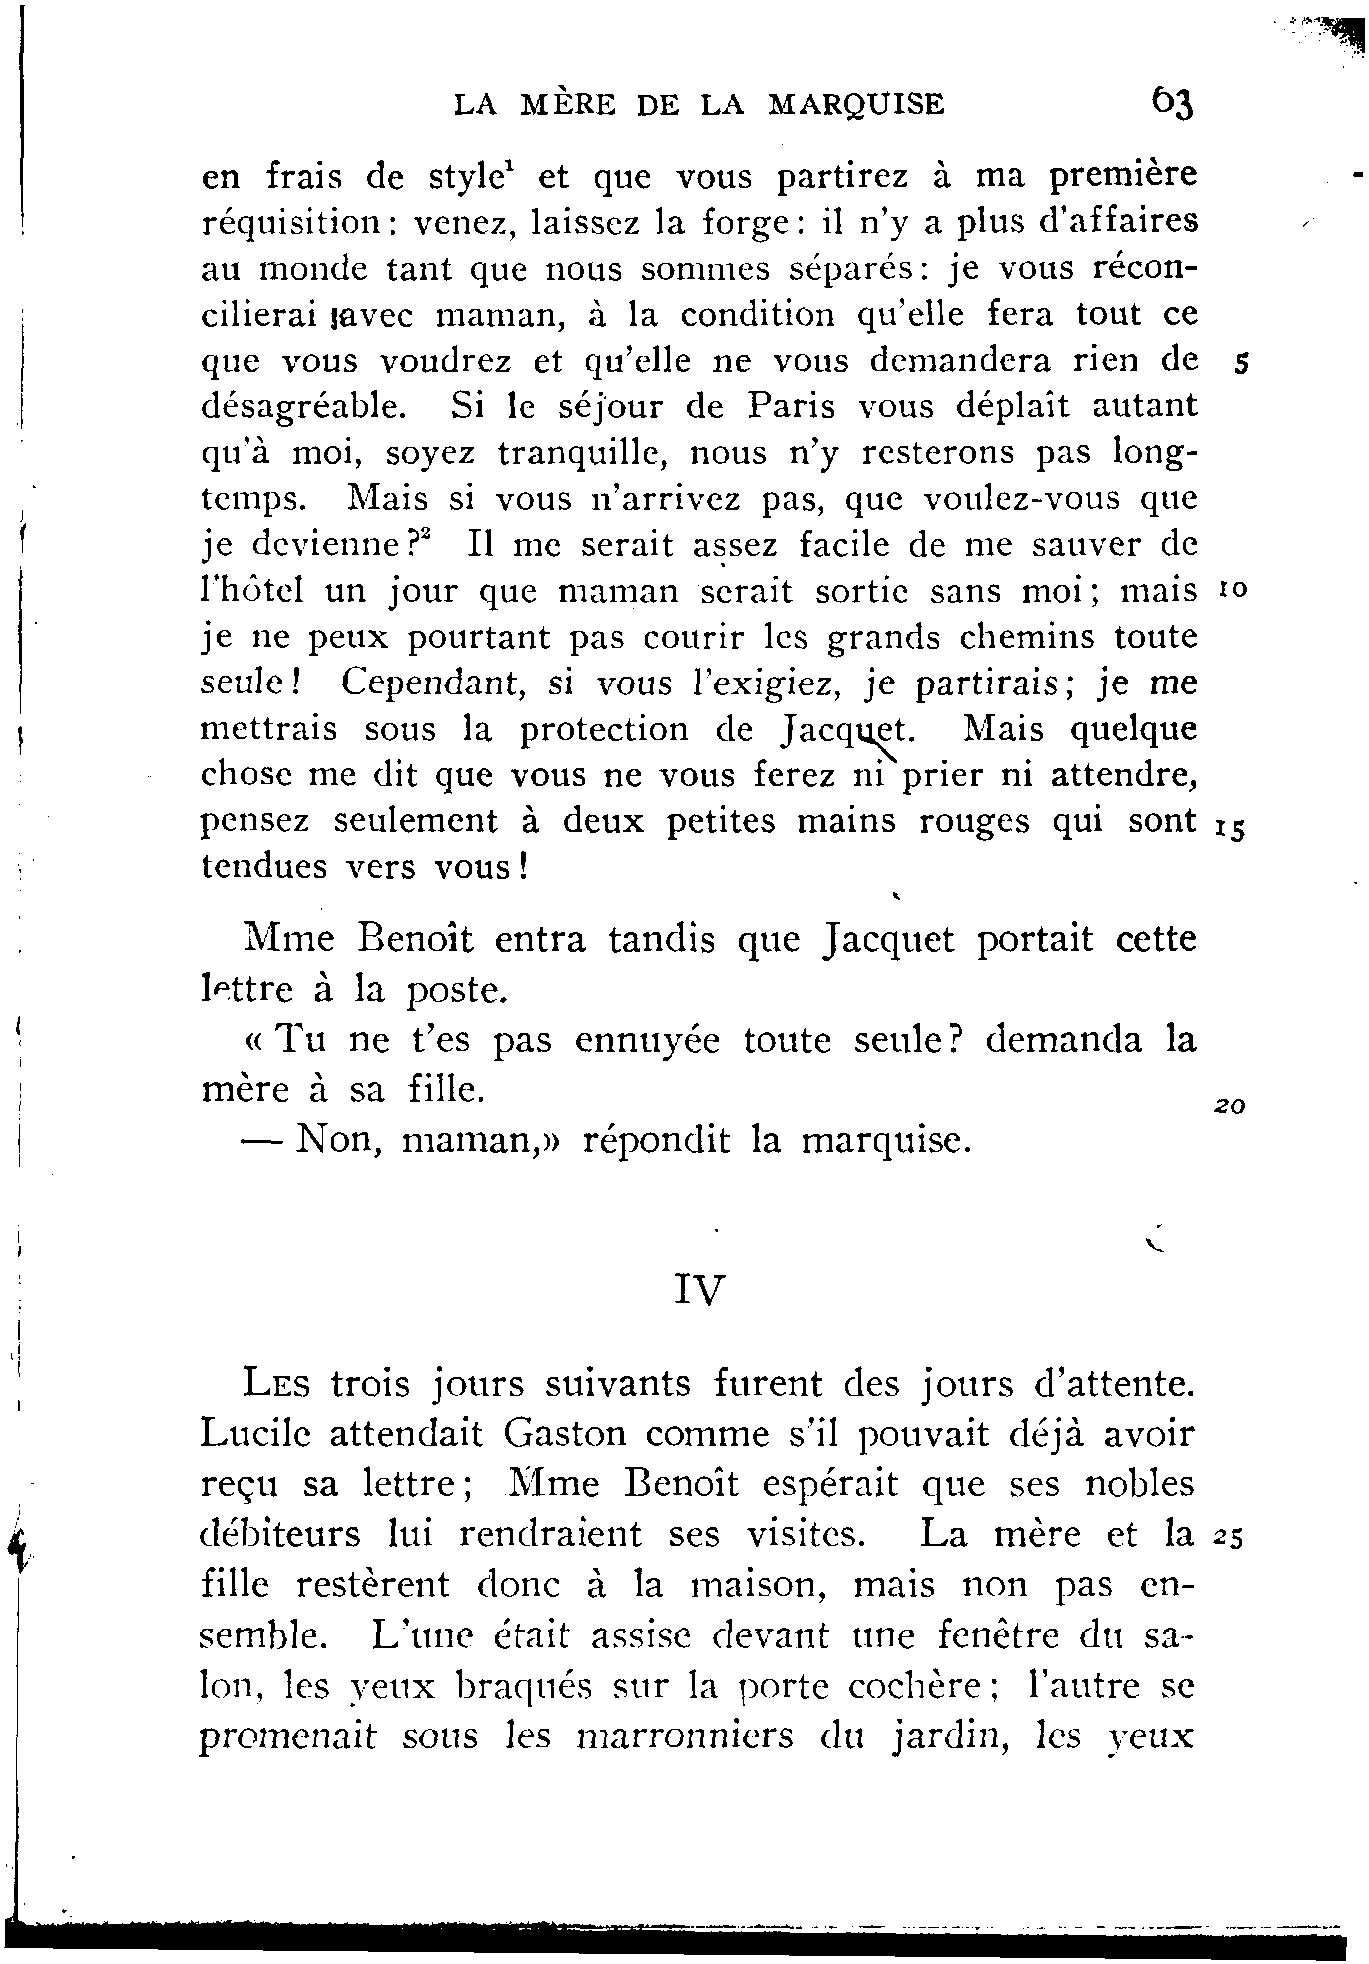 LA MÈRE DE LA MARQUISE 63
en frais de style¹ et que vous partirez à ma première
réquisition: venez, laissez la forge: il n'y a plus d'affaires
au monde tant que nous sommes séparés: je vous récon-
cilierai avec maman, à la condition qu'elle fera tout ce
que vous voudrez et qu'elle ne vous demandera rien de 5
désagréable. Si le séjour de Paris vous déplaît autant
qu'à moi, soyez tranquille, nous n'y resterons pas long-
temps. Mais si vous n'arrivez pas, que voulez-vous que
je devienne?² Il me serait assez facile de me sauver de
l'hôtel un jour que maman serait sortie sans moi; mais 10
je ne peux pourtant pas courir les grands chemins toute
seule! Cependant, si vous l'exigiez, je partirais; je me
mettrais sous la protection de Jacquet. Mais quelque
chose me dit que vous ne vous ferez ni prier ni attendre,
pensez seulement à deux petites mains rouges qui sont 15
tendues vers vous!
Mme Benoît entra tandis que Jacquet portait cette
lettre à la poste.
« Tu ne t'es pas ennuyée toute seule? demanda la
mère à sa fille. 20
— Non, maman,» répondit la marquise.
IV
LES trois jours suivants furent des jours d'attente.
Lucile attendait Gaston comme s'il pouvait déjà avoir
reçu sa lettre; Mme Benoît espérait que ses nobles
débiteurs lui rendraient ses visites. La mère et la 25
fille restèrent donc à la maison, mais non pas en-
semble. L'une était assise devant une fenêtre du sa-
lon, les yeux braqués sur la porte cochère; l'autre se
promenait sous les marronniers du jardin, les yeux